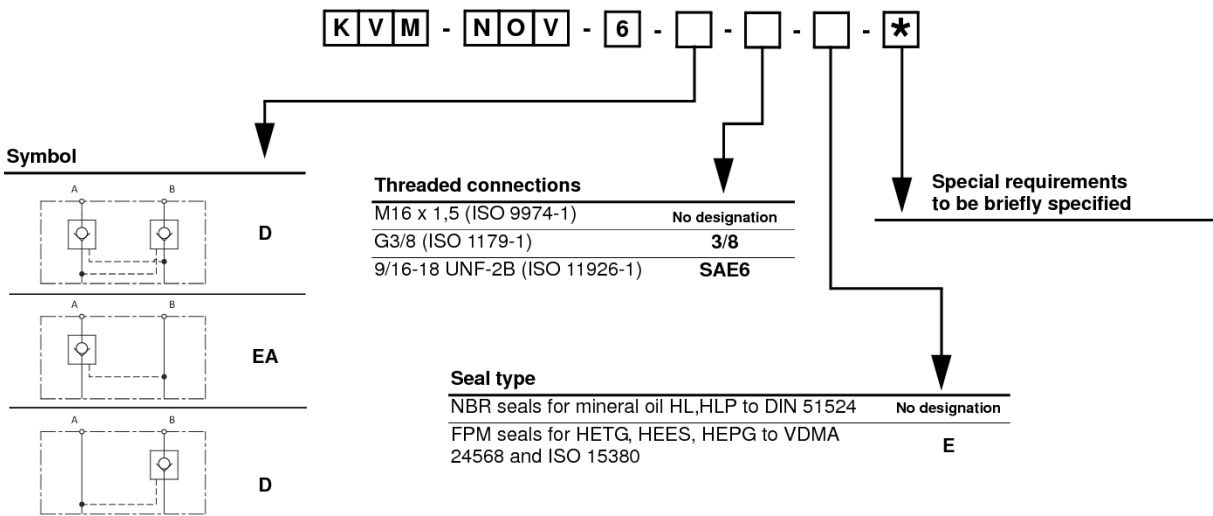 K V M - N O V - 6 - - - - *
Symbol
A B
D
A B
EA
A B
D
Threaded connections
M16 x 1,5 (ISO 9974-1) No designation
G3/8 (ISO 1179-1) 3/8
9/16-18 UNF-2B (ISO 11926-1) SAE6
Special requirements
to be briefly specified
Seal type
NBR seals for mineral oil HL,HLP to DIN 51524 No designation
FPM seals for HETG, HEES, HEPG to VDMA
24568 and ISO 15380
E